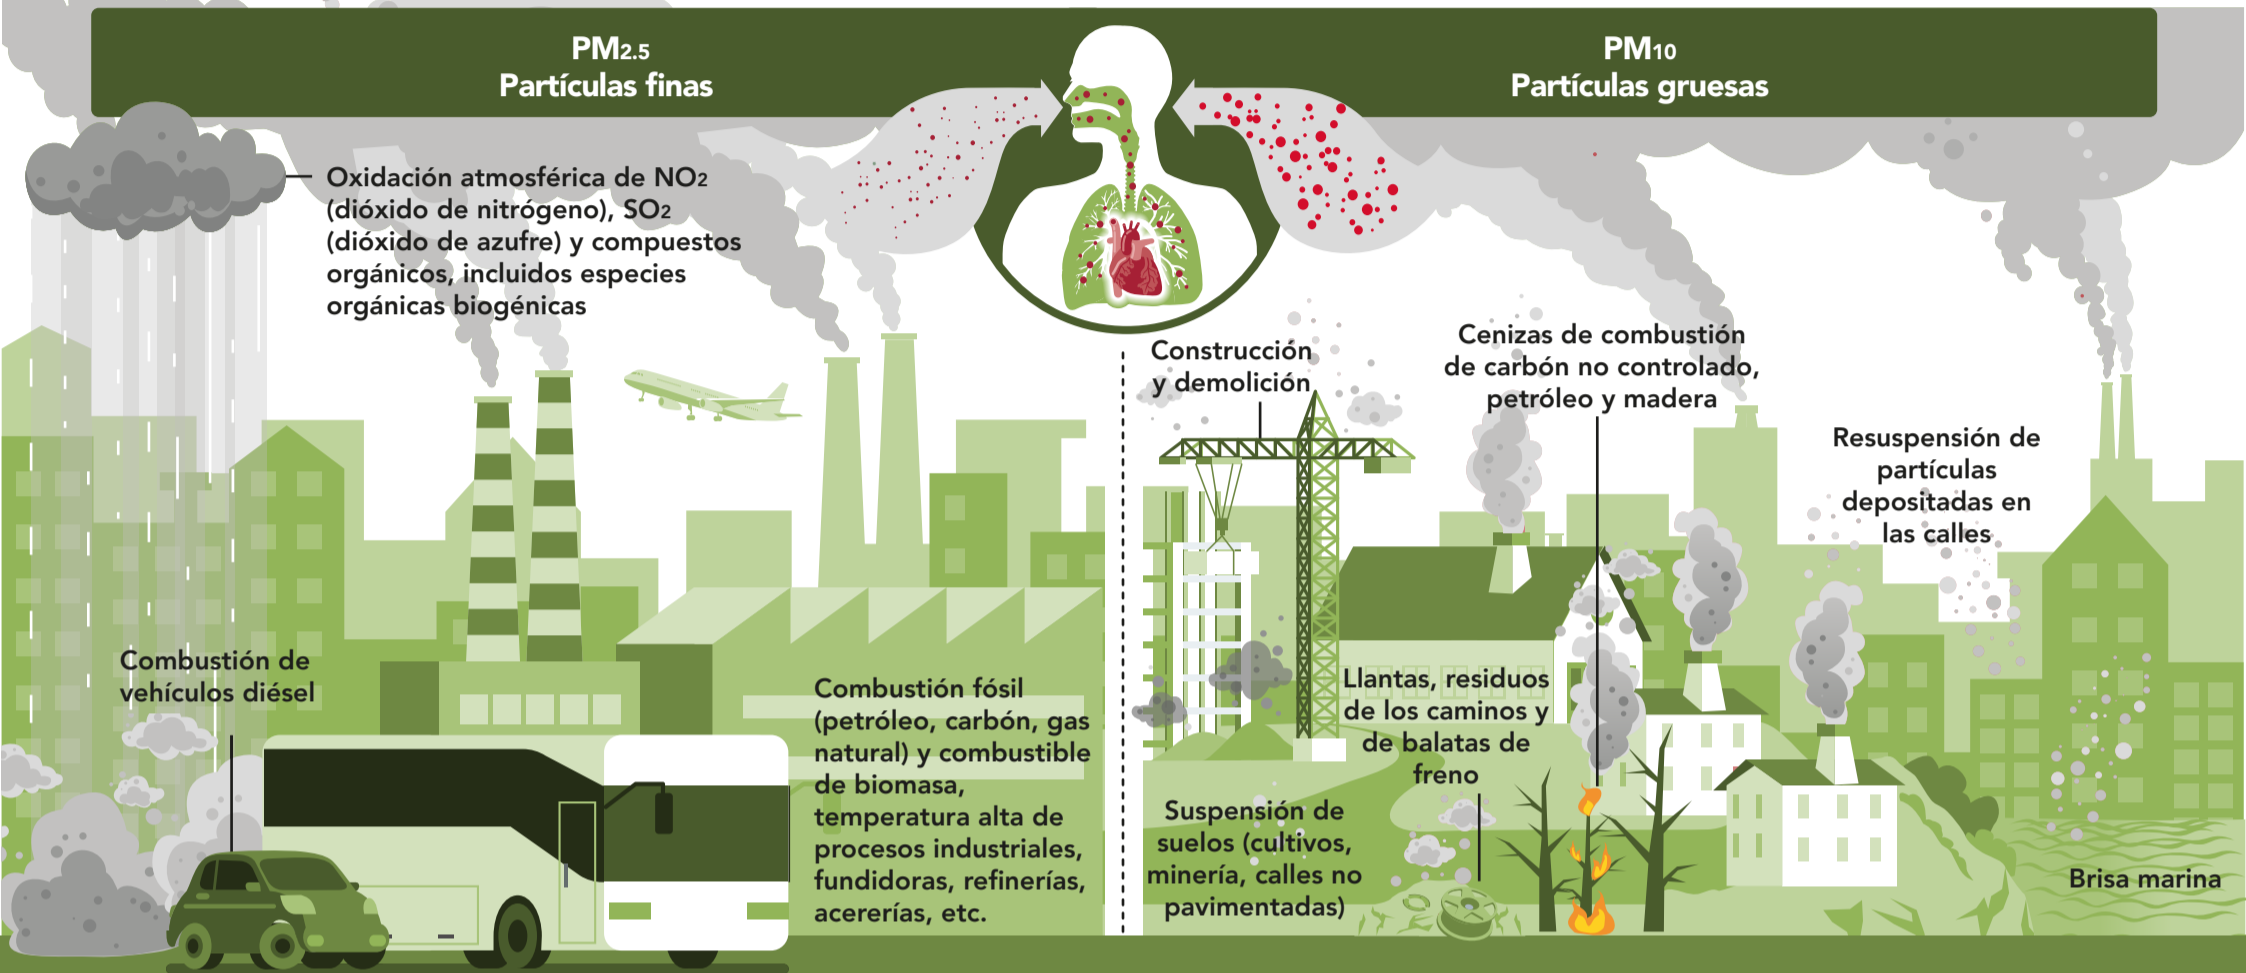 PM2.5
Partículas finas
Oxidación atmosférica de NO2
(dióxido de nitrógeno), SO2
(dióxido de azufre) y compuestos
orgánicos, incluidos especies
orgánicas biogénicas
Combustión de
vehículos diésel
Combustión fósil
(petróleo, carbón, gas
natural) y combustible
de biomasa,
temperatura alta de
procesos industriales,
fundidoras, refinerías,
acererías, etc.
PM10
Partículas gruesas
Construcción
y demolición
Cenizas de combustión
de carbón no controlado,
petróleo y madera
Resuspensión de
partículas
depositadas en
las calles
Llantas, residuos
de los caminos y
de balatas de
freno
Suspensión de
suelos (cultivos,
minería, calles no
pavimentadas)
Brisa marina